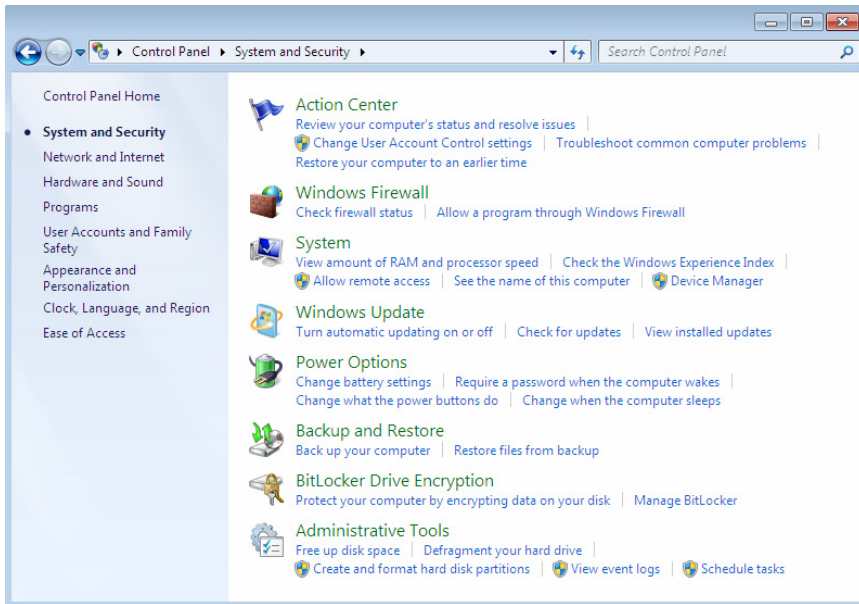 Control Panel System and Security
Search Control Panel
Control Panel Home
System and Security
Network and Internet
Hardware and Sound
Programs
User Accounts and Family
Safety
Appearance and
Personalization
Clock, Language, and Region
Ease of Access
Action Center
Review your computer's status and resolve issues
Change User Account Control settings Troubleshoot common computer problems
Restore your computer to an earlier time
Windows Firewall
Check firewall status Allow a program through Windows Firewall
System
View amount of RAM and processor speed Check the Windows Experience Index
Allow remote access See the name of this computer Device Manager
Windows Update
Turn automatic updating on or off Check for updates View installed updates
Power Options
Change battery settings Require a password when the computer wakes
Change what the power buttons do Change when the computer sleeps
Backup and Restore
Back up your computer Restore files from backup
BitLocker Drive Encryption
Protect your computer by encrypting data on your disk Manage BitLocker
Administrative Tools
Free up disk space Defragment your hard drive
Create and format hard disk partitions View event logs Schedule tasks